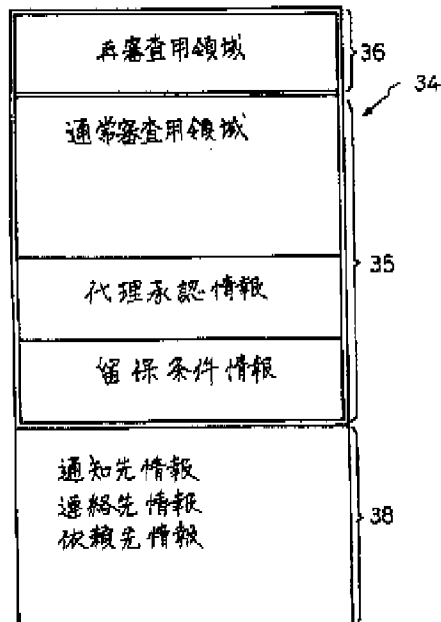 再審査用領域
36
34
通常審査用領域
35
代理承認情報
留保条件情報
通知先情報
連絡先情報
依頼先情報
38